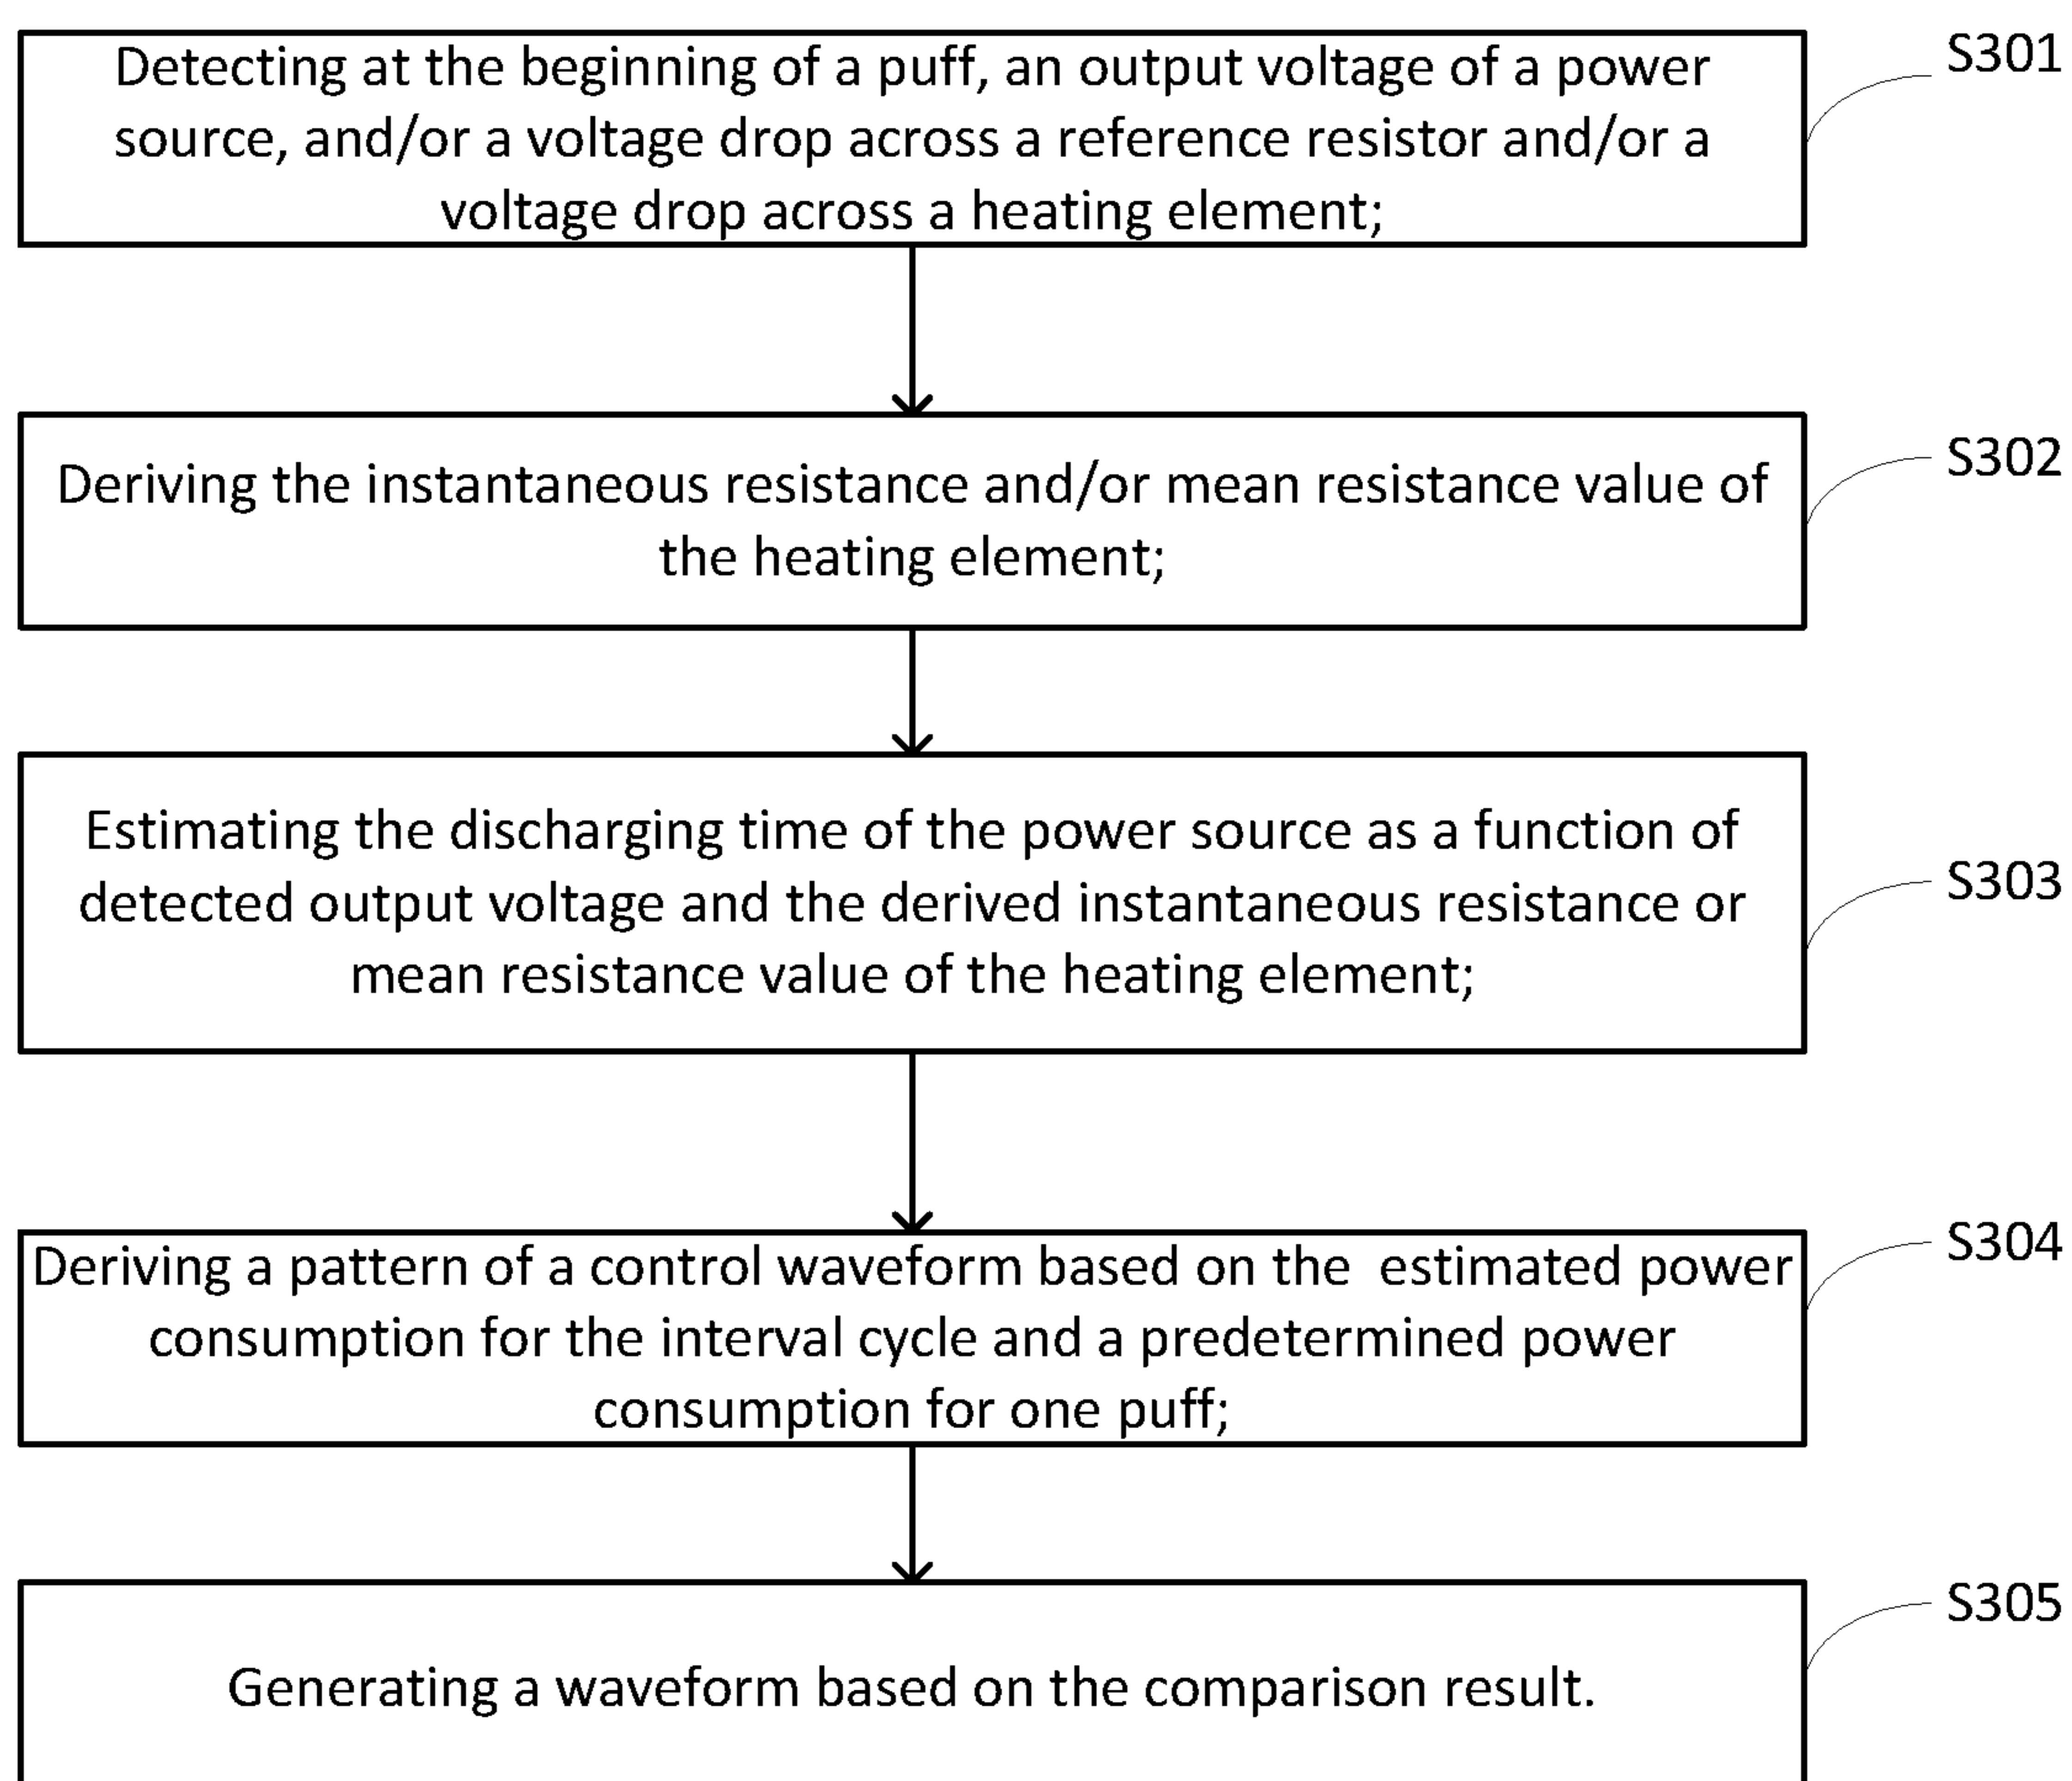 Detecting at the beginning of a puff, an output voltage of a power
source, and/or a voltage drop across a reference resistor and/or a
voltage drop across a heating element;
S301
Deriving the instantaneous resistance and/or mean resistance value of
the heating element;
S302
Estimating the discharging time of the power source as a function of
detected output voltage and the derived instantaneous resistance or
mean resistance value of the heating element;
S303
Deriving a pattern of a control waveform based on the  estimated power
consumption for the interval cycle and a predetermined power
consumption for one puff;
S304
Generating a waveform based on the comparison result.
S305